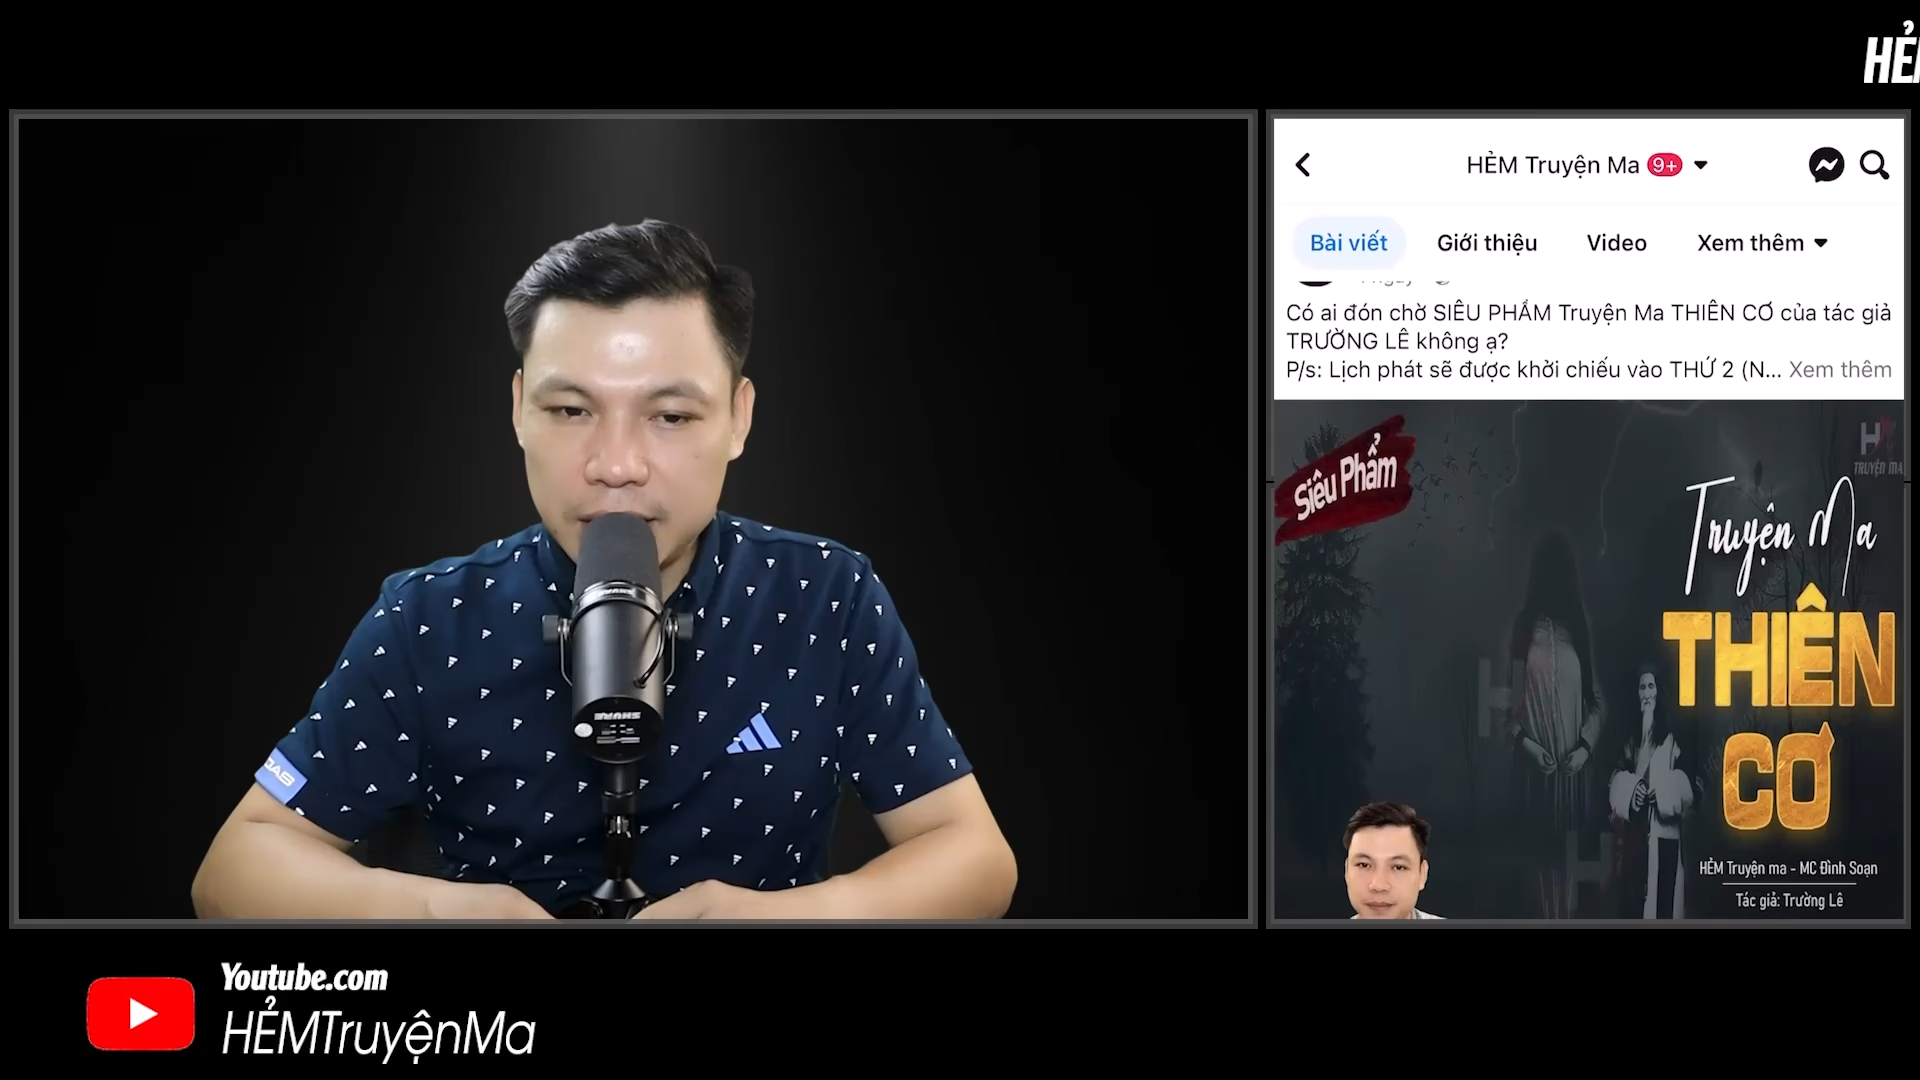 HẺM Truyện Ma 9+
Bài viết Giới thiệu Video Xem thêm
Có ai đón chờ SIÊU PHẨM Truyện Ma THIÊN CƠ của tác giả
TRƯỜNG LÊ không ạ?
P/s: Lịch phát sẽ được khởi chiếu vào THỨ 2 (N... Xem thêm
Siêu Phẩm
TRUYỆN MA
Truyện Ma
THIÊN
CƠ
HẺM Truyện ma - MC Đình Soạn
Tác giả: Trường Lê
SHURE
Youtube.com
HẺMTruyệnMa